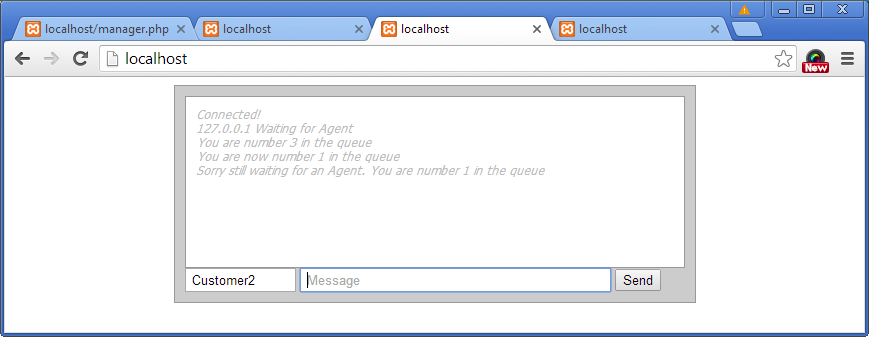 localhost/manager.php
localhost
localhost
localhost
localhost
New
Connected!
127.0.0.1 Waiting for Agent
You are number 3 in the queue
You are now number 1 in the queue
Sorry still waiting for an Agent. You are number 1 in the queue
Customer2
Message
Send